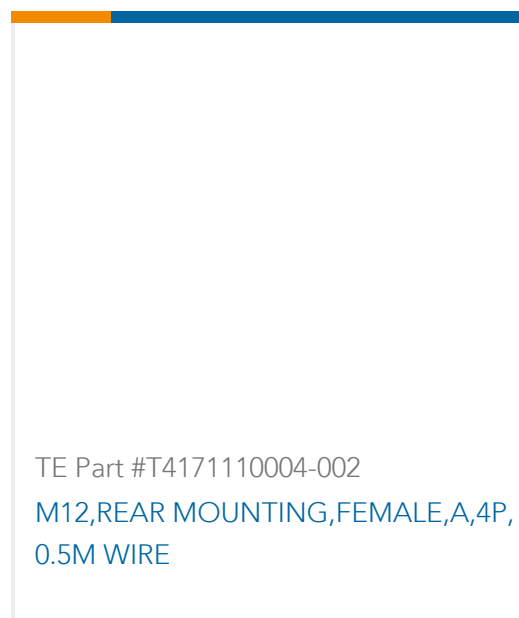 TE Part #T4171110004-002
M12,REAR MOUNTING,FEMALE,A,4P,
0.5M WIRE